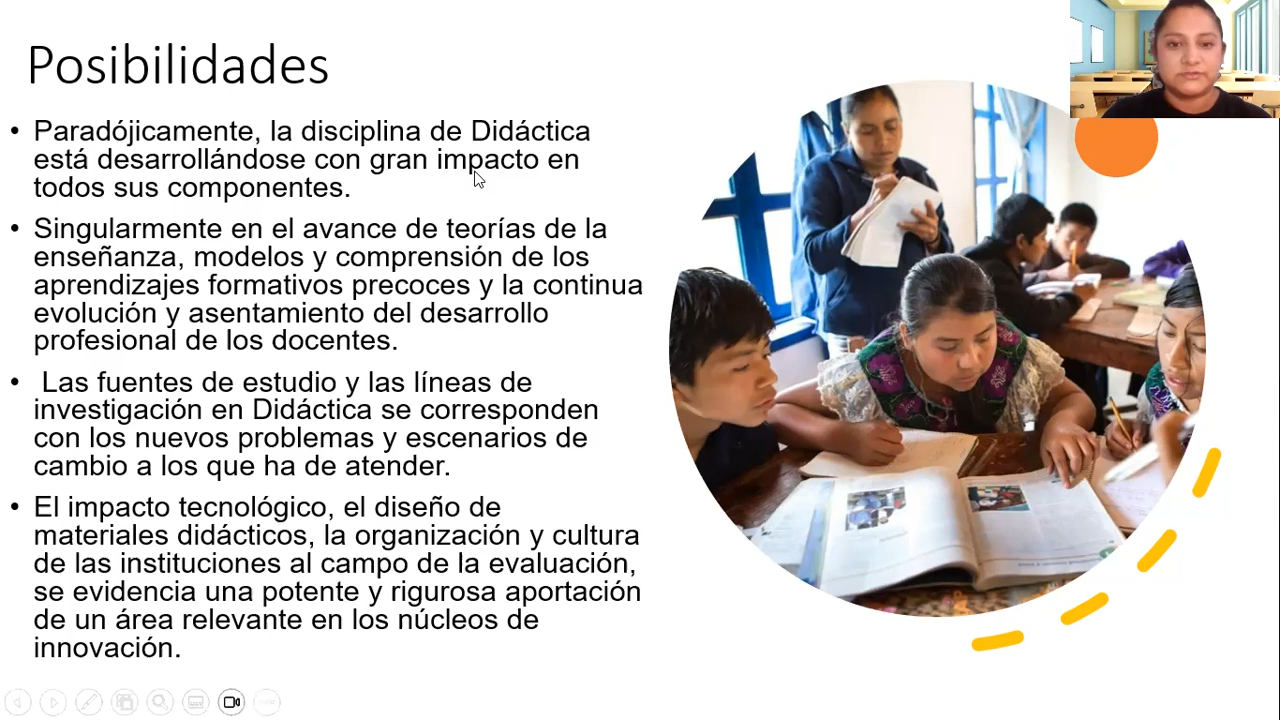 Posibilidades
• Paradójicamente, la disciplina de Didáctica
está desarrollándose con gran impacto en
todos sus componentes.
• Singularmente en el avance de teorías de la
enseñanza, modelos y comprensión de los
aprendizajes formativos precoces y la continua
evolución y asentamiento del desarrollo
profesional de los docentes.
• Las fuentes de estudio y las líneas de
investigación en Didáctica se corresponden
con los nuevos problemas y escenarios de
cambio a los que ha de atender.
• El impacto tecnológico, el diseño de
materiales didácticos, la organización y cultura
de las instituciones al campo de la evaluación,
se evidencia una potente y rigurosa aportación
de un área relevante en los núcleos de
innovación.